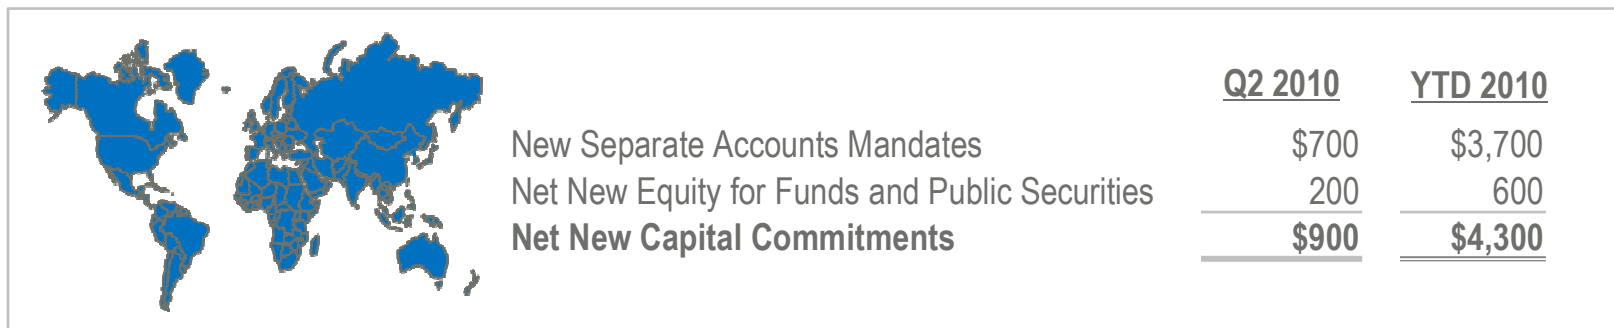 Q2 2010 YTD 2010
New Separate Accounts Mandates $700 $3,700
Net New Equity for Funds and Public Securities 200 600
Net New Capital Commitments $900 $4,300